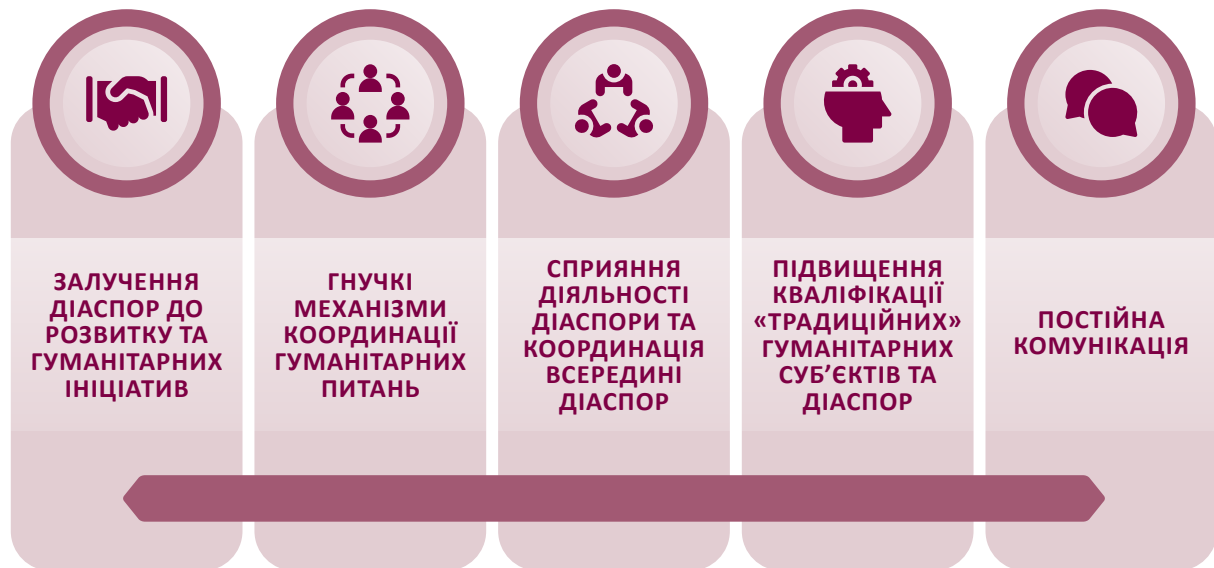 ЗАЛУЧЕННЯ
ДІАСПОР ДО
РОЗВИТКУ ТА
ГУМАНІТАРНИХ
ІНІЦІАТИВ
ГНУЧКІ
МЕХАНІЗМИ
КООРДИНАЦІЇ
ГУМАНІТАРНИХ
ПИТАНЬ
СПРИЯННЯ
ДІЯЛЬНОСТІ
ДІАСПОРИ ТА
КООРДИНАЦІЯ
ВСЕРЕДИНІ
ДІАСПОР
ПІДВИЩЕННЯ
КВАЛІФІКАЦІЇ
«ТРАДИЦІЙНИХ»
ГУМАНІТАРНИХ
СУБ’ЄКТІВ ТА
ДІАСПОР
ПОСТІЙНА
КОМУНІКАЦІЯ